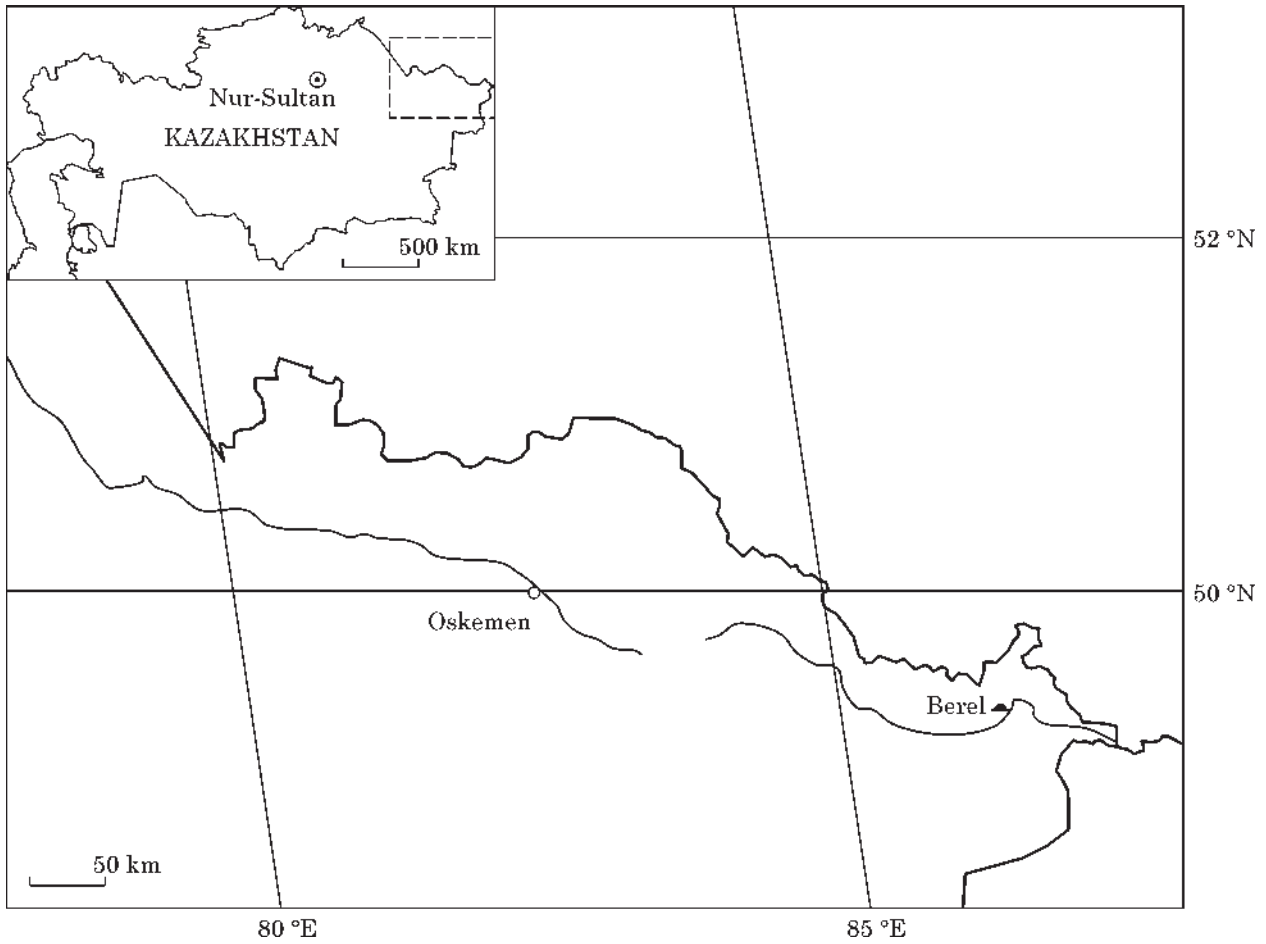 Nur-Sultan
KAZAKHSTAN
500 km
52 °N
50 °N
Oskemen
Berel
50 km
80 °E
85 °E